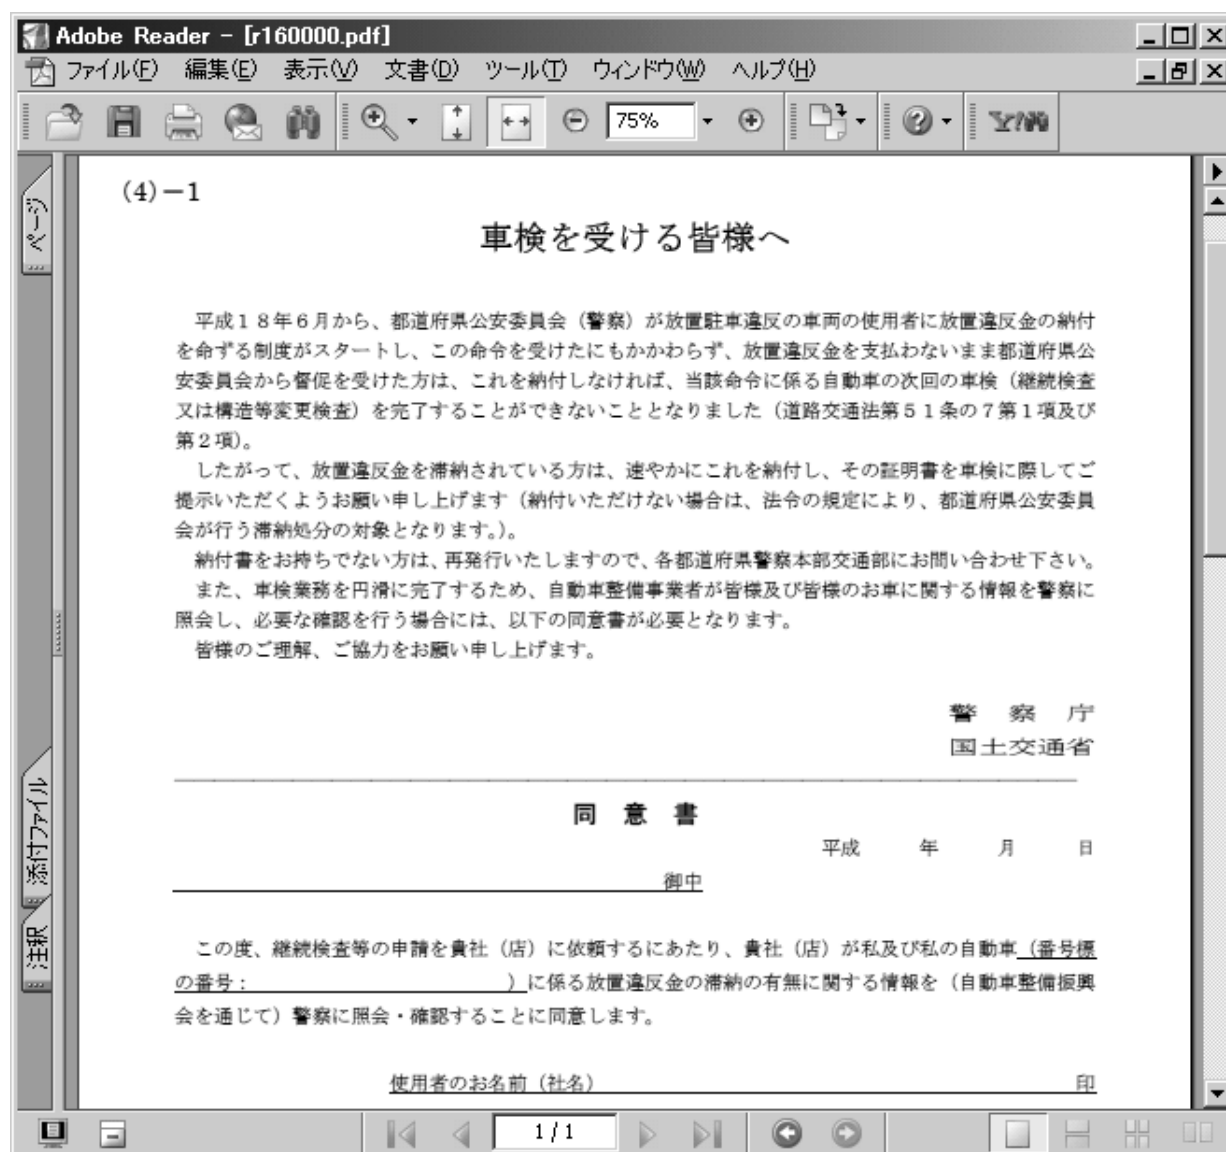 Adobe Reader - [r160000.pdf]
ファイル(F) 編集(E) 表示(V) 文書(D) ツール(T) ウィンドウ(W) ヘルプ(H)
75%
Y!
ページ
(4)－1
車検を受ける皆様へ
平成１８年６月から、都道府県公安委員会（警察）が放置駐車違反の車両の使用者に放置違反金の納付
を命ずる制度がスタートし、この命令を受けたにもかかわらず、放置違反金を支払わないまま都道府県公
安委員会から督促を受けた方は、これを納付しなければ、当該命令に係る自動車の次回の車検（継続検査
又は構造等変更検査）を完了することができないこととなりました（道路交通法第５１条の７第１項及び
第２項）。
したがって、放置違反金を滞納されている方は、速やかにこれを納付し、その証明書を車検に際してご
提示いただくようお願い申し上げます（納付いただけない場合は、法令の規定により、都道府県公安委員
会が行う滞納処分の対象となります。）。
納付書をお持ちでない方は、再発行いたしますので、各都道府県警察本部交通部にお問い合わせ下さい。
また、車検業務を円滑に完了するため、自動車整備事業者が皆様及び皆様のお車に関する情報を警察に
照会し、必要な確認を行う場合には、以下の同意書が必要となります。
皆様のご理解、ご協力をお願い申し上げます。
警 察 庁
国土交通省
添付ファイル
注釈
同 意 書
平成 年 月 日
御中
この度、継続検査等の申請を貴社（店）に依頼するにあたり、貴社（店）が私及び私の自動車（番号標
の番号： ）に係る放置違反金の滞納の有無に関する情報を（自動車整備振興
会を通じて）警察に照会・確認することに同意します。
使用者のお名前（社名） 印
1 / 1